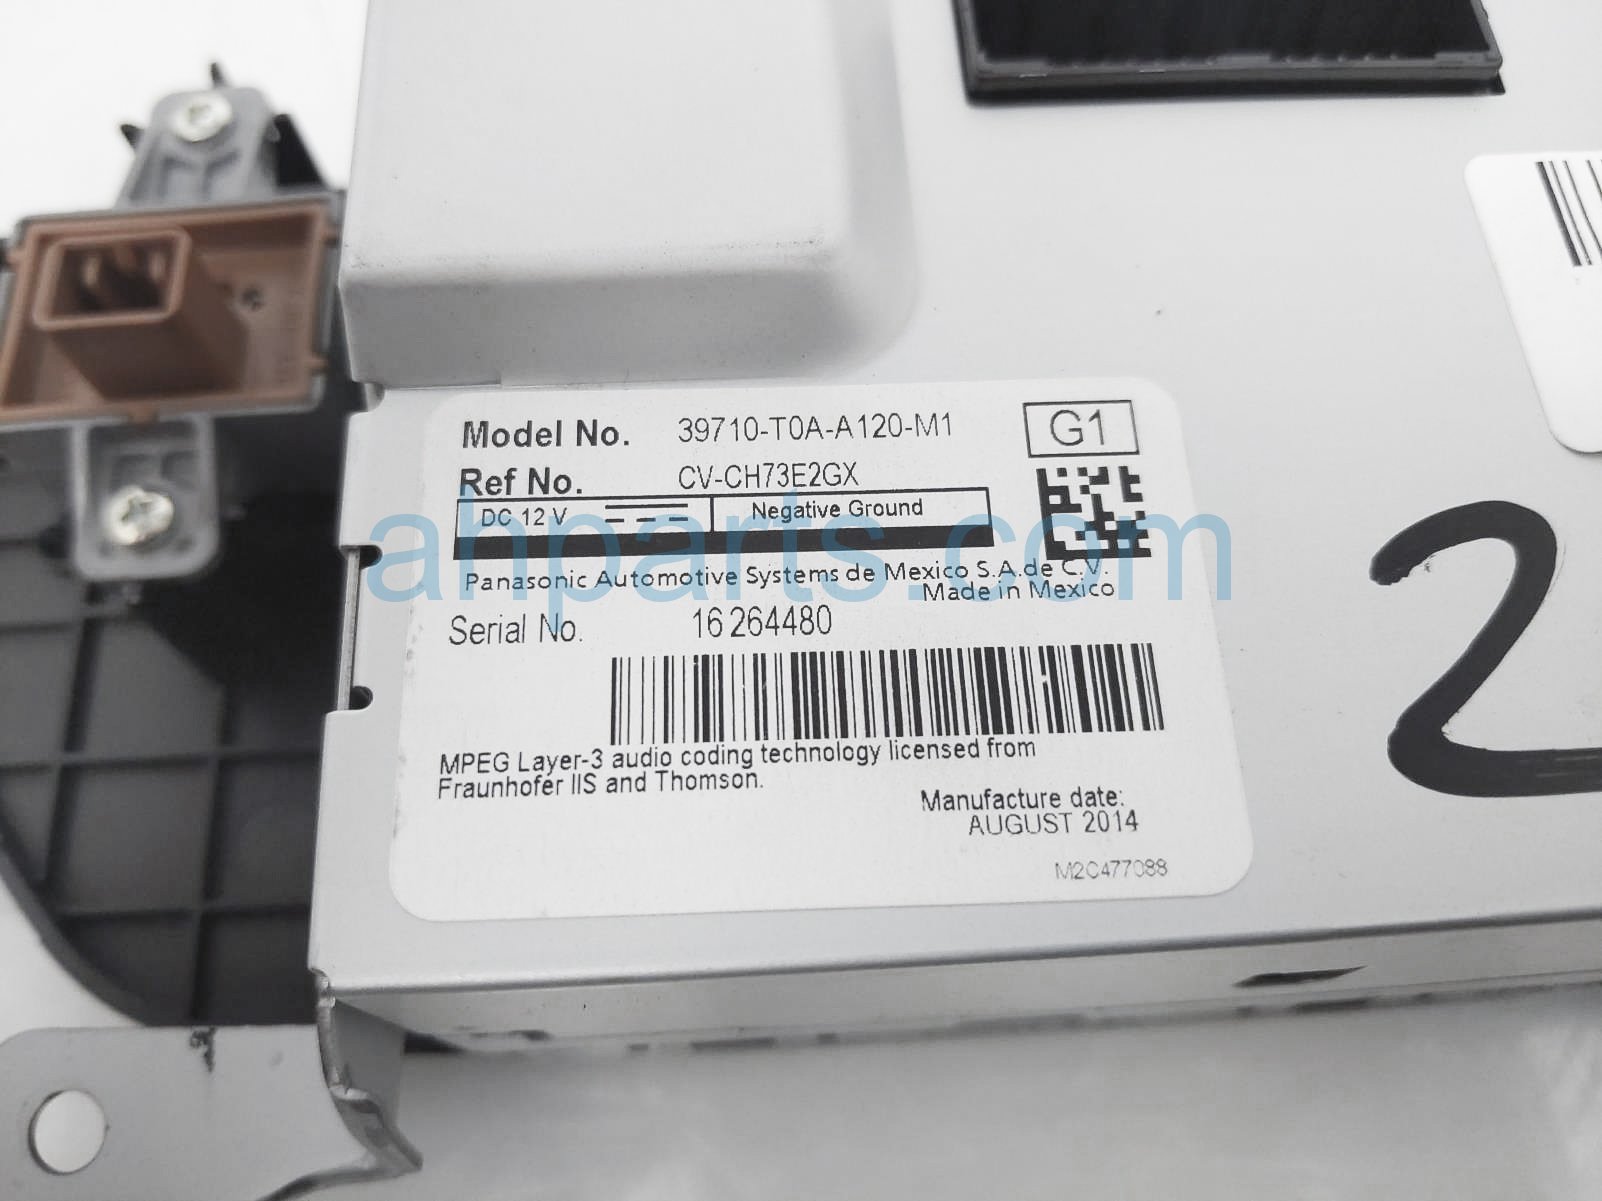 Model No. 39710-T0A-A120-M1
G1
Ref No. CV-CH73E2GX
DC 12 V Negative Ground
Panasonic Automotive Systems de Mexico S.A.de C.V.
Made in Mexico
Serial No. 16264480
MPEG Layer-3 audio coding technology licensed from
Fraunhofer IIS and Thomson.
Manufacture date:
AUGUST 2014
M2C477088
2
ahparts.com